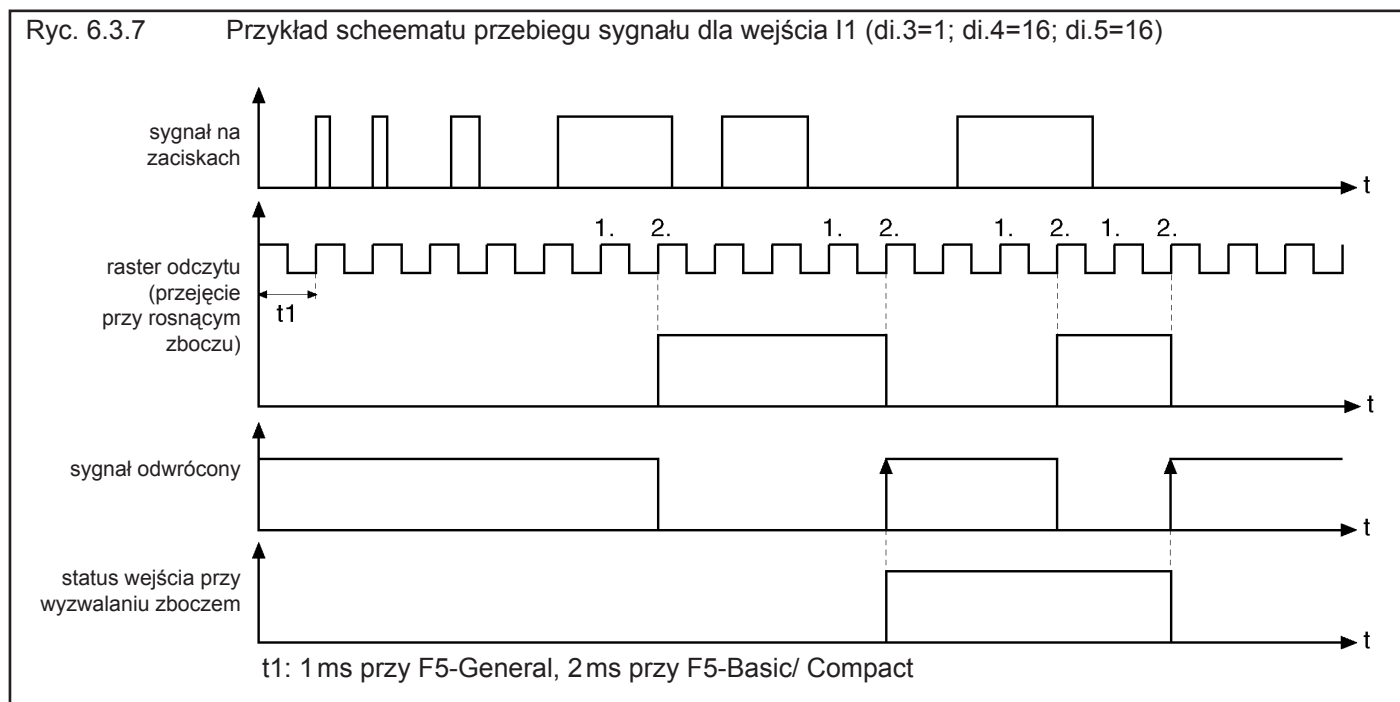 Ryc. 6.3.7 Przykład scheematu przebiegu sygnału dla wejścia I1 (di.3=1; di.4=16; di.5=16)
sygnał na
zaciskach
t
1. 2. 1. 2. 1. 2. 1. 2.
raster odczytu
(przejęcie
przy rosnącym
zboczu)
t1
t
sygnał odwrócony
t
status wejścia przy
wyzwalaniu zboczem
t
t1: 1 ms przy F5-General, 2 ms przy F5-Basic/ Compact